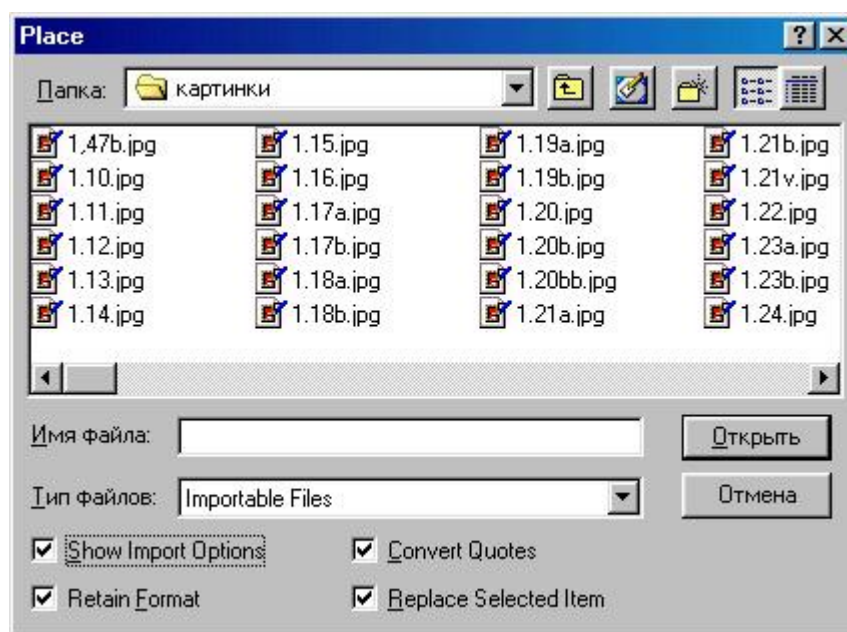 Place
Папка: картинки
1,47b.jpg 1.15.jpg 1.19a.jpg 1.21b.jpg
1.10.jpg 1.16.jpg 1.19b.jpg 1.21v.jpg
1.11.jpg 1.17a.jpg 1.20.jpg 1.22.jpg
1.12.jpg 1.17b.jpg 1.20b.jpg 1.23a.jpg
1.13.jpg 1.18a.jpg 1.20bb.jpg 1.23b.jpg
1.14.jpg 1.18b.jpg 1.21a.jpg 1.24.jpg
Имя файла: Открыть
Тип файлов: Importable Files Отмена
Show Import Options Convert Quotes
Retain Format Replace Selected Item